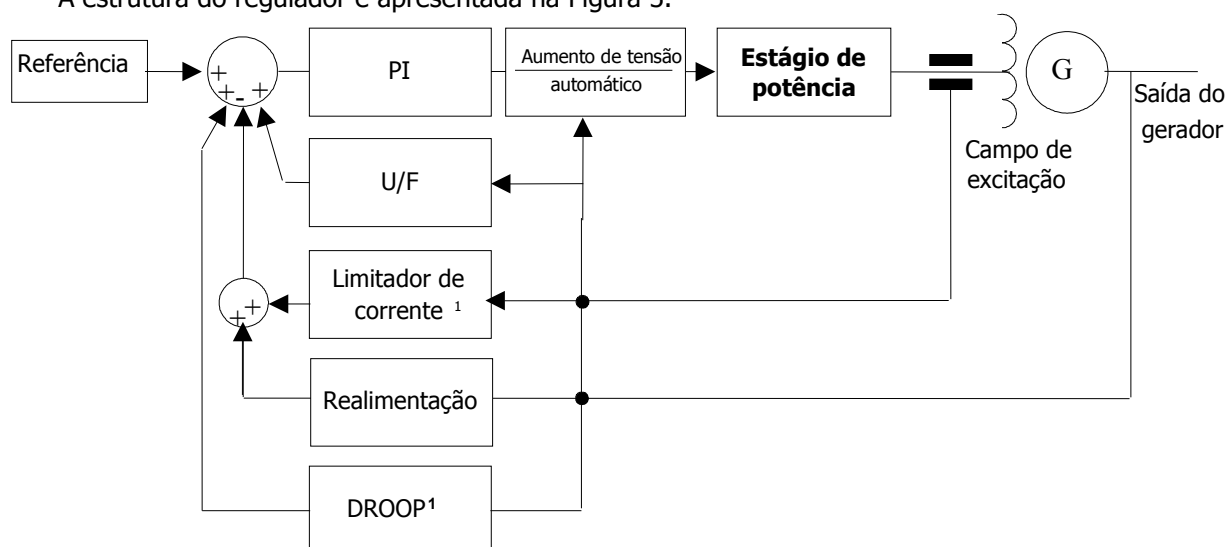 A estrutura do regulador é apresentada na Figura 3.
Referência
+
+
-
+
PI
Aumento de tensão
automático
Estágio de
potência
G
Saída do
gerador
Campo de
excitação
U/F
Limitador de
corrente ¹
+
+
Realimentação
DROOP¹